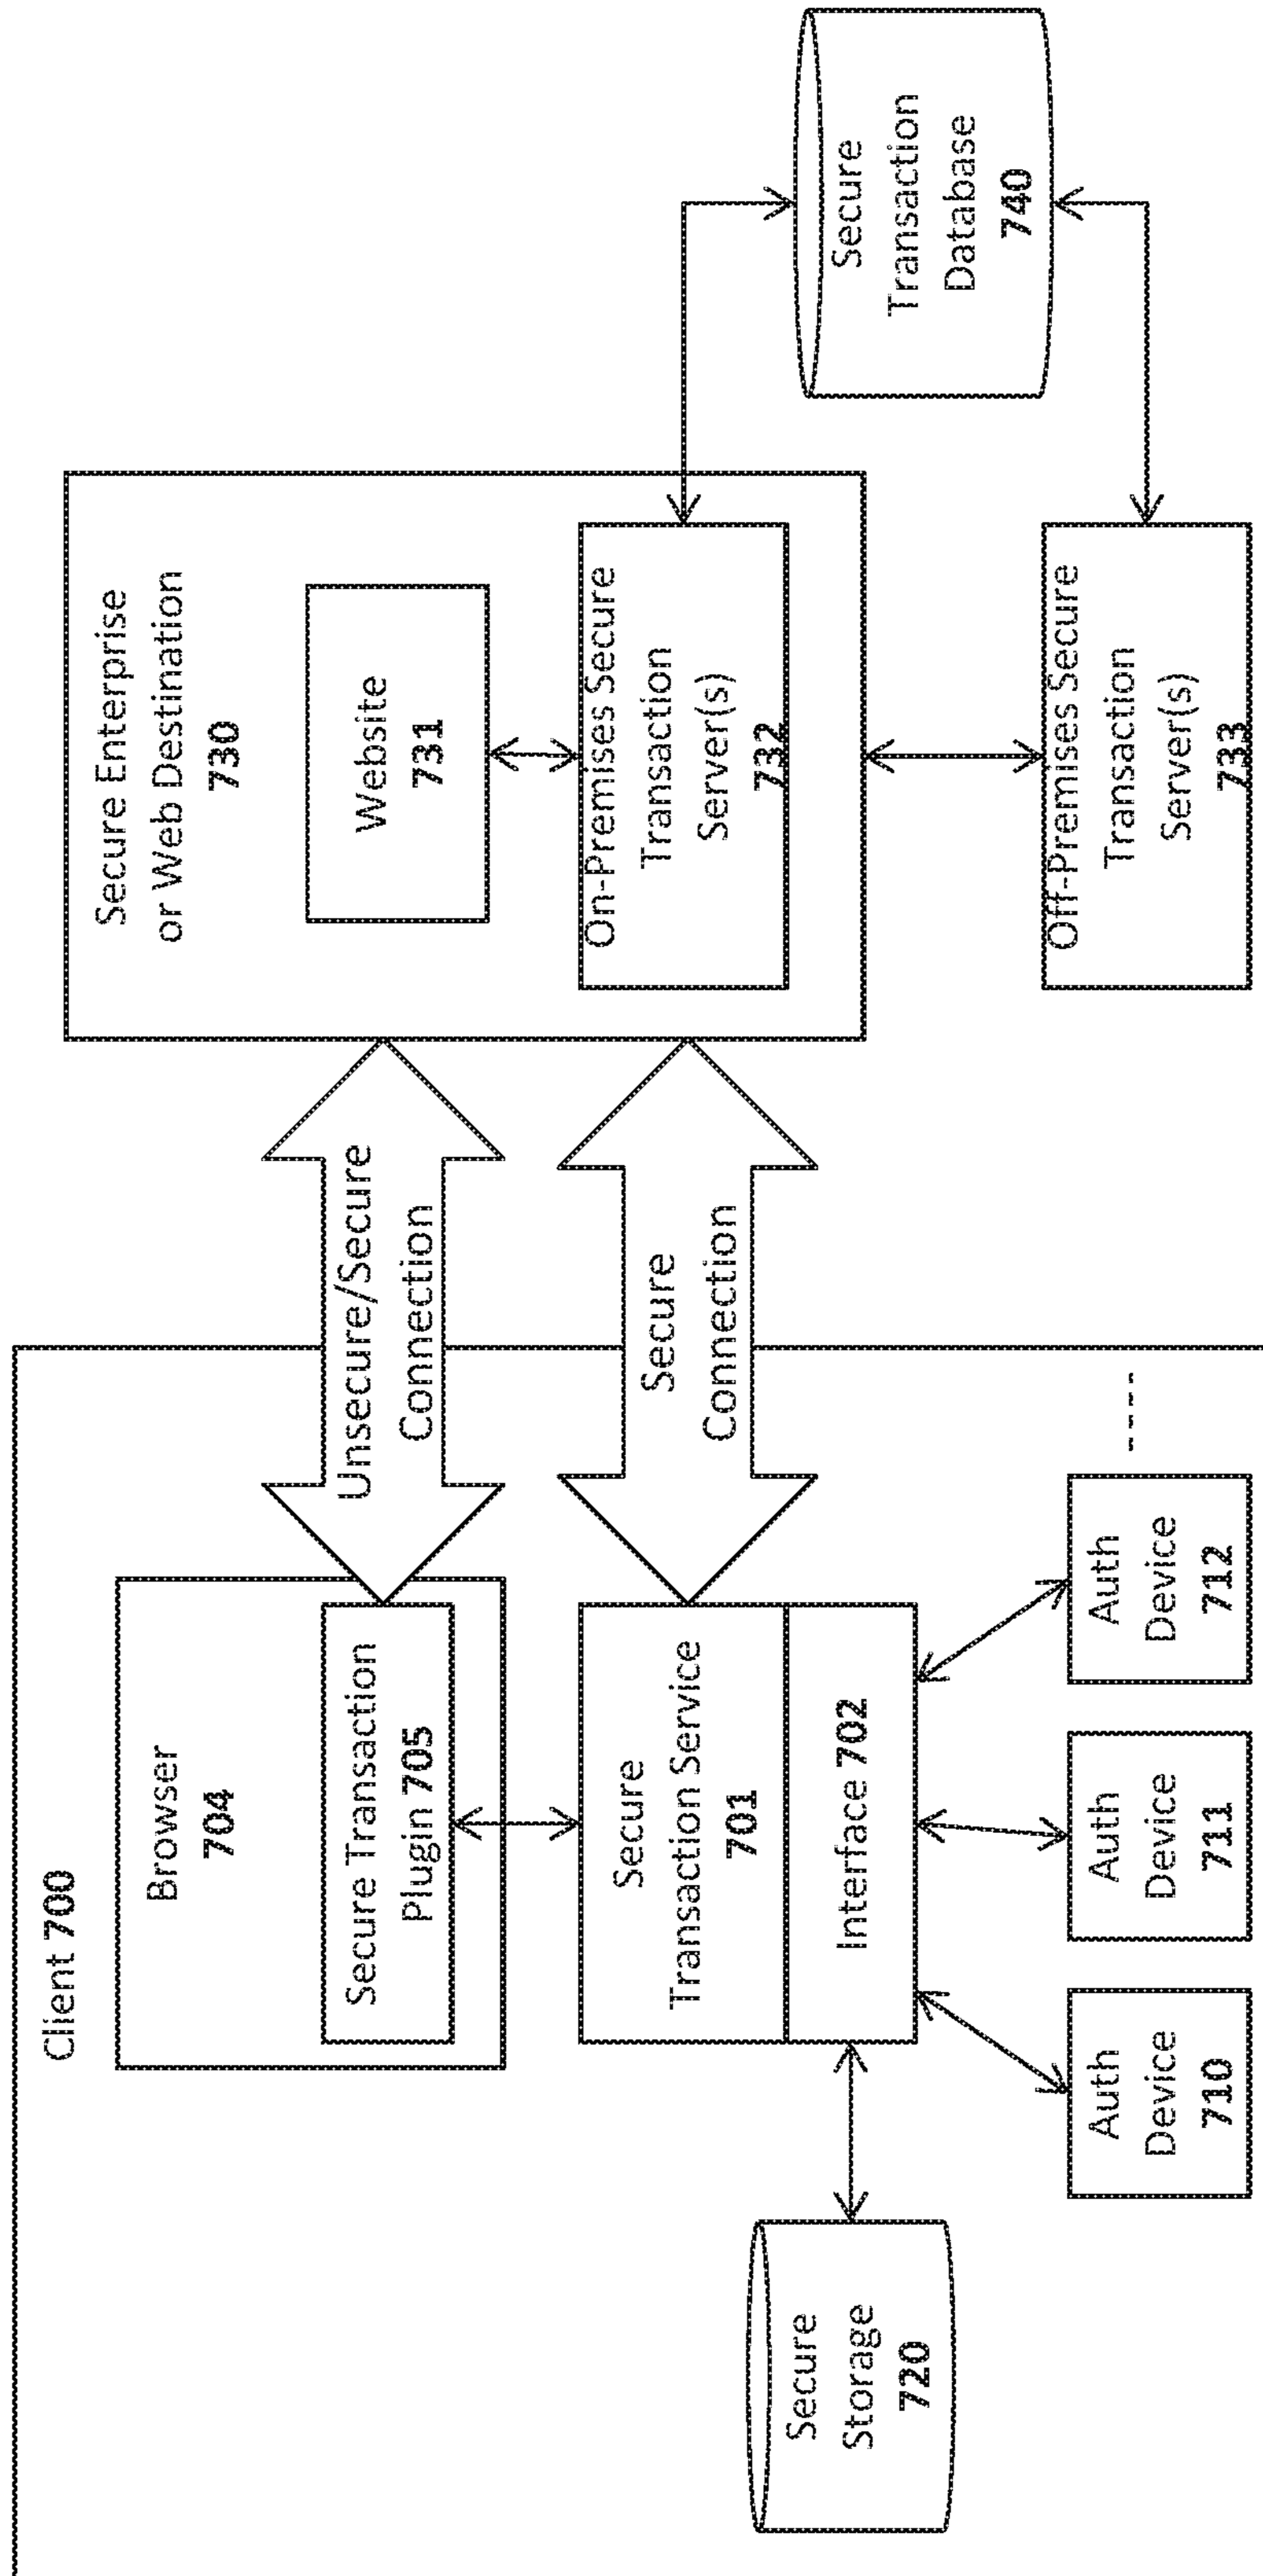 Client 700
Browser
704
Secure Transaction
Plugin 705
Secure
Transaction Service
701
Interface 702
Secure
Storage
720
Auth
Device
710
Auth
Device
711
Auth
Device
712
Unsecure/Secure
Connection
Secure
Connection
Secure Enterprise
or Web Destination
730
Website
731
On-Premises Secure
Transaction
Server(s)
732
Off-Premises Secure
Transaction
Server(s)
733
Secure
Transaction
Database
740